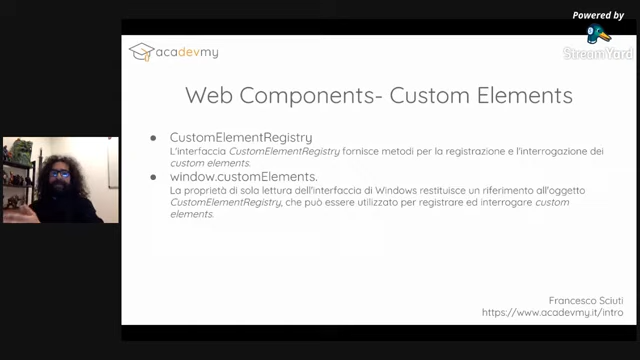 Powered by
StreamYard
acadevmy
Web Components- Custom Elements
● CustomElementRegistry
L'interfaccia CustomElementRegistry fornisce metodi per la registrazione e l'interrogazione dei
custom elements.
● window.customElements.
La proprietà di sola lettura dell'interfaccia di Windows restituisce un riferimento all'oggetto
CustomElementRegistry, che può essere utilizzato per registrare ed interrogare custom
elements.
Francesco Sciuti
https://www.acadevmy.it/intro